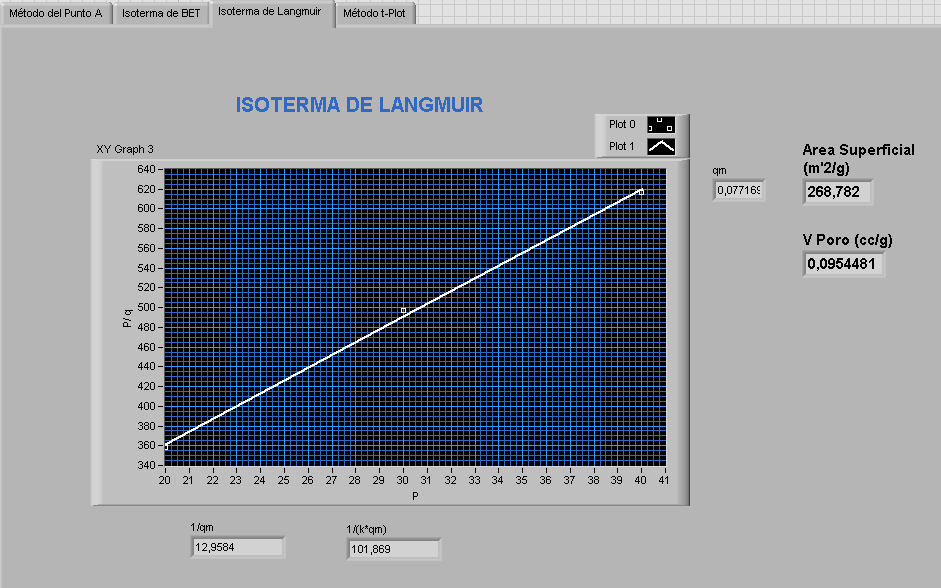 Método del Punto A
Isoterma de BET
Isoterma de Langmuir
Método t-Plot
ISOTERMA DE LANGMUIR
Plot 0
Plot 1
XY Graph 3
640
620
600
580
560
540
520
500
480
460
440
420
400
380
360
340
P/ q
20 21 22 23 24 25 26 27 28 29 30 31 32 33 34 35 36 37 38 39 40 41
P
qm
0,077169
Area Superficial
(m'2/g)
268,782
V Poro (cc/g)
0,0954481
1/qm
12,9584
1/(k*qm)
101,869